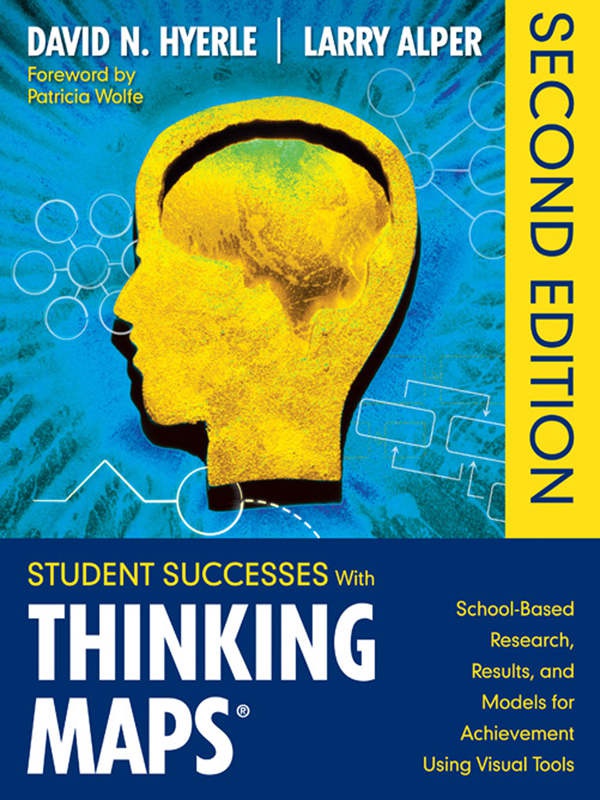 DAVID N. HYERLE | LARRY ALPER
Foreword by
Patricia Wolfe
SECOND EDITION
STUDENT SUCCESSES With
THINKING
MAPS®
School-Based
Research,
Results, and
Models for
Achievement
Using Visual Tools